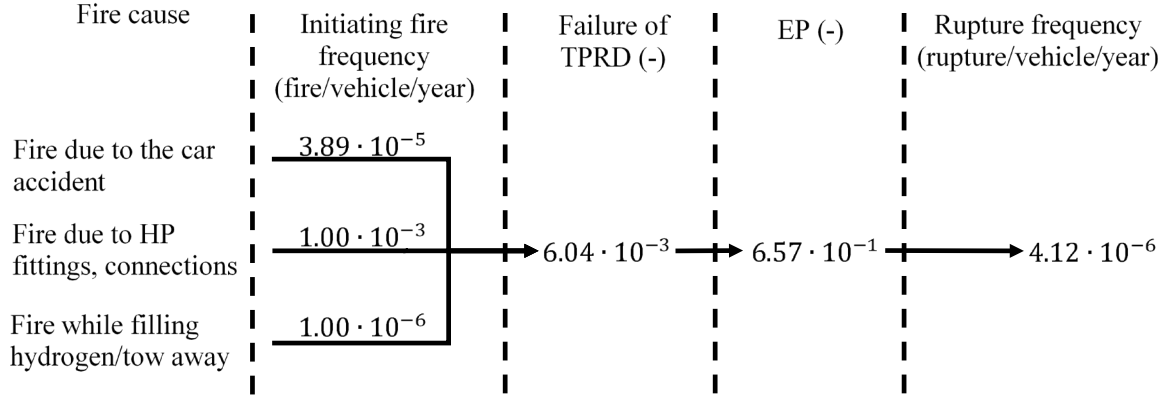 Fire cause
Initiating fire
frequency
(fire/vehicle/year)
Failure of
TPRD (-)
EP (-)
Rupture frequency
(rupture/vehicle/year)
Fire due to the car
accident
3.89 · 10⁻⁵
Fire due to HP
fittings, connections
1.00 · 10⁻³
6.04 · 10⁻³
6.57 · 10⁻¹
4.12 · 10⁻⁶
Fire while filling
hydrogen/tow away
1.00 · 10⁻⁶